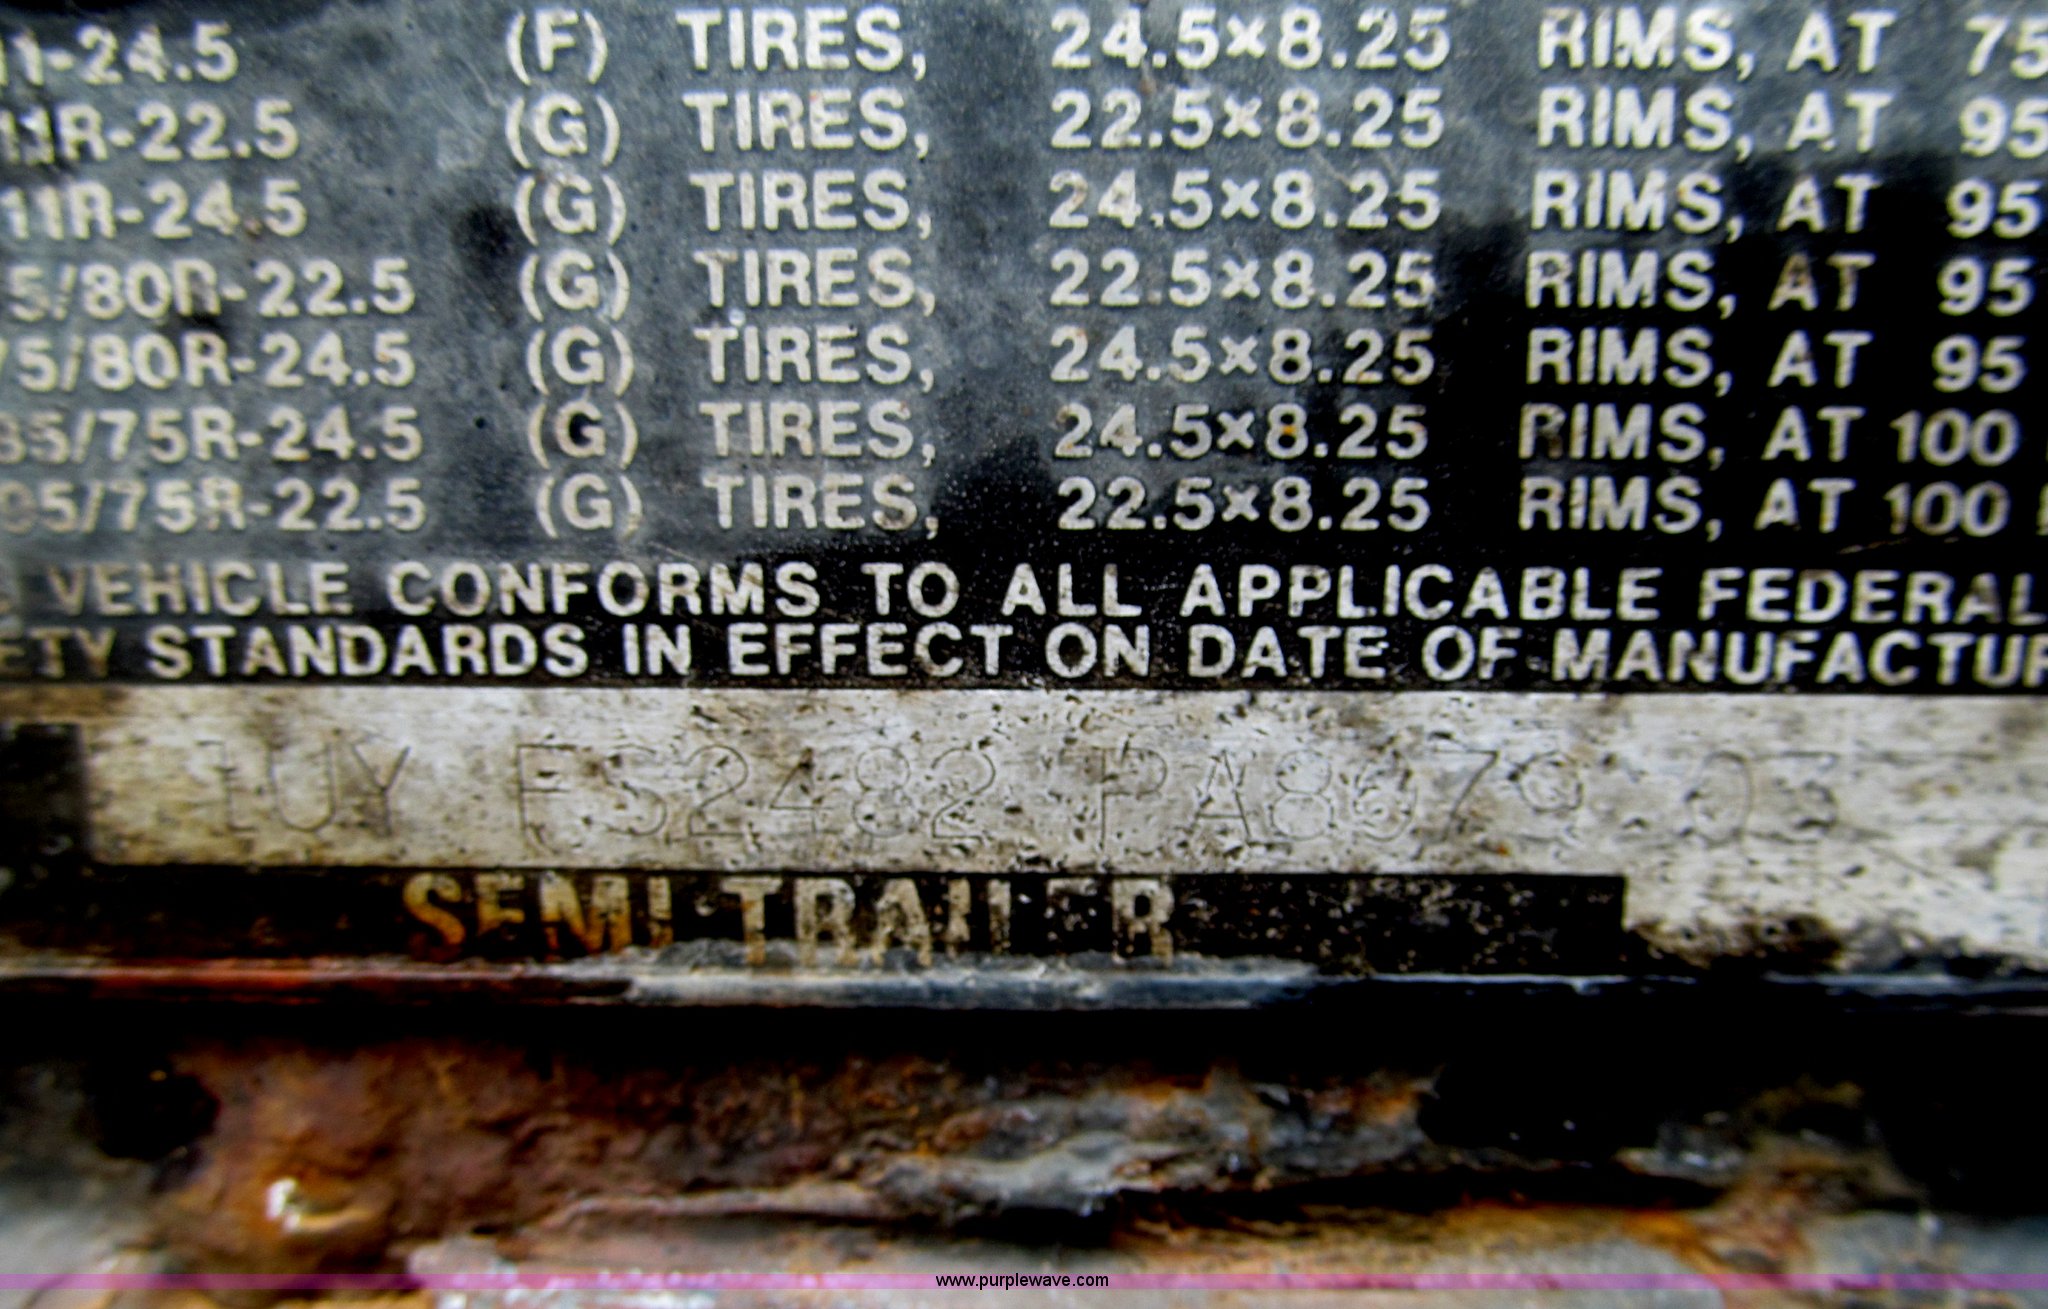 11-24.5 (F) TIRES, 24.5×8.25 RIMS, AT 75
11R-22.5 (G) TIRES, 22.5×8.25 RIMS, AT 95
11R-24.5 (G) TIRES, 24.5×8.25 RIMS, AT 95
5/80R-22.5 (G) TIRES, 22.5×8.25 RIMS, AT 95
75/80R-24.5 (G) TIRES, 24.5×8.25 RIMS, AT 95
85/75R-24.5 (G) TIRES, 24.5×8.25 RIMS, AT 100
5/75R-22.5 (G) TIRES, 22.5×8.25 RIMS, AT 100
VEHICLE CONFORMS TO ALL APPLICABLE FEDERAL
ETY STANDARDS IN EFFECT ON DATE OF MANUFACTUR
1UY FS2482
SEMI-TRAILER
www.purplewave.com